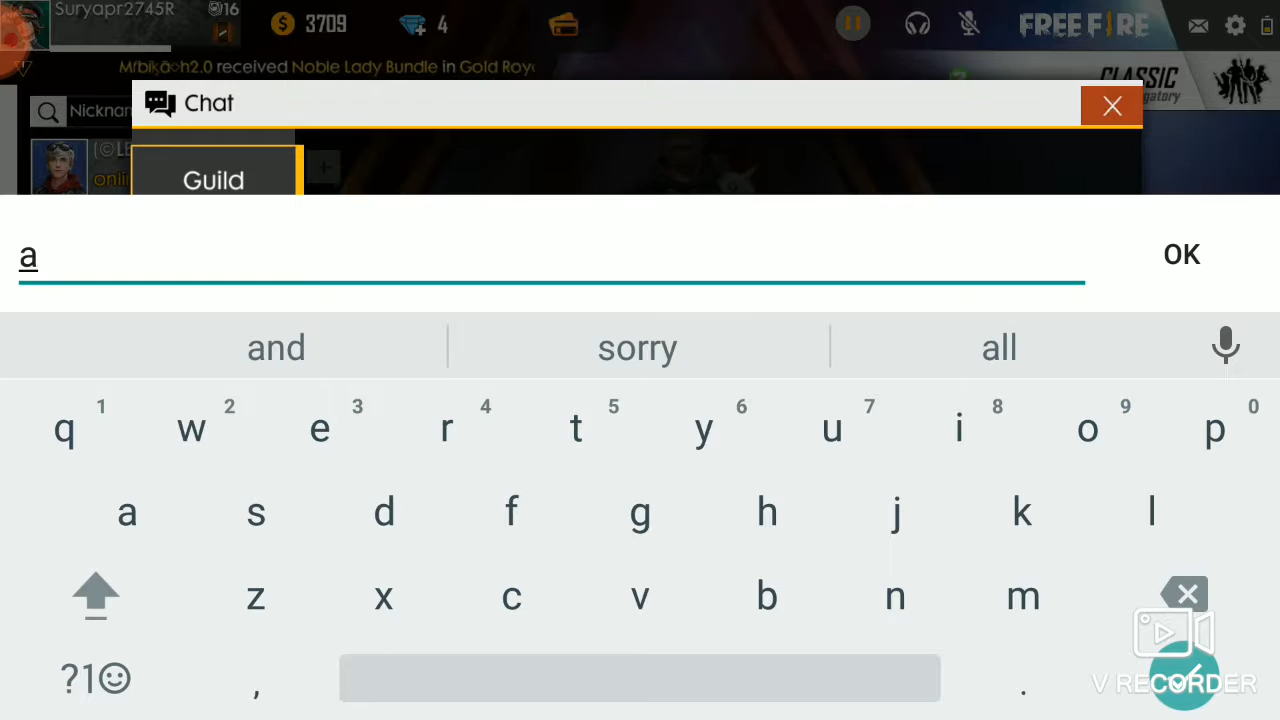 Suryapr2745R 16 3709 4 FREE FIRE
received Noble Lady Bundle in Gold Roy
CLASSIC
Chat
Guild
a OK
and sorry all
1 2 3 4 5 6 7 8 9 0
q w e r t y u i o p
a s d f g h j k l
z x c v b n m
?1 , .
V RECORDER